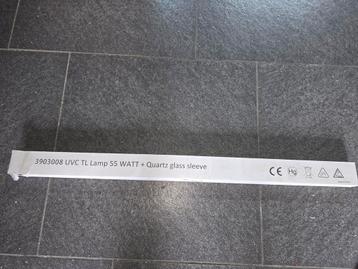 3903008 UVC TL Lamp 55 WATT + Quartz glass sleeve
CE Hg